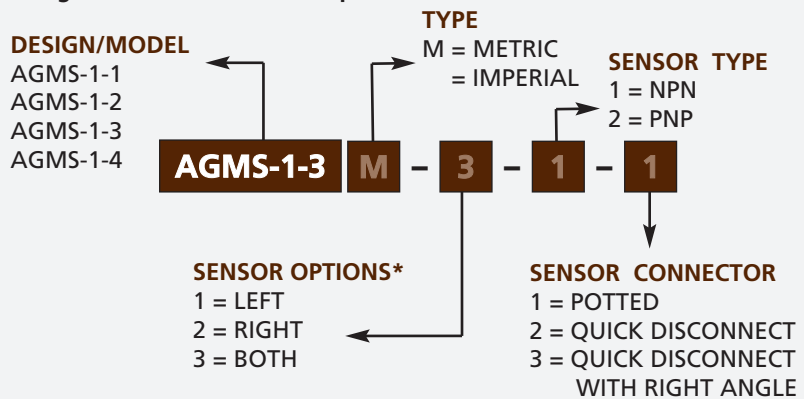 TYPE
M = METRIC
= IMPERIAL
DESIGN/MODEL
AGMS-1-1
AGMS-1-2
AGMS-1-3
AGMS-1-4
SENSOR TYPE
1 = NPN
2 = PNP
AGMS-1-3 M - 3 - 1 - 1
SENSOR OPTIONS*
1 = LEFT
2 = RIGHT
3 = BOTH
SENSOR CONNECTOR
1 = POTTED
2 = QUICK DISCONNECT
3 = QUICK DISCONNECT
WITH RIGHT ANGLE